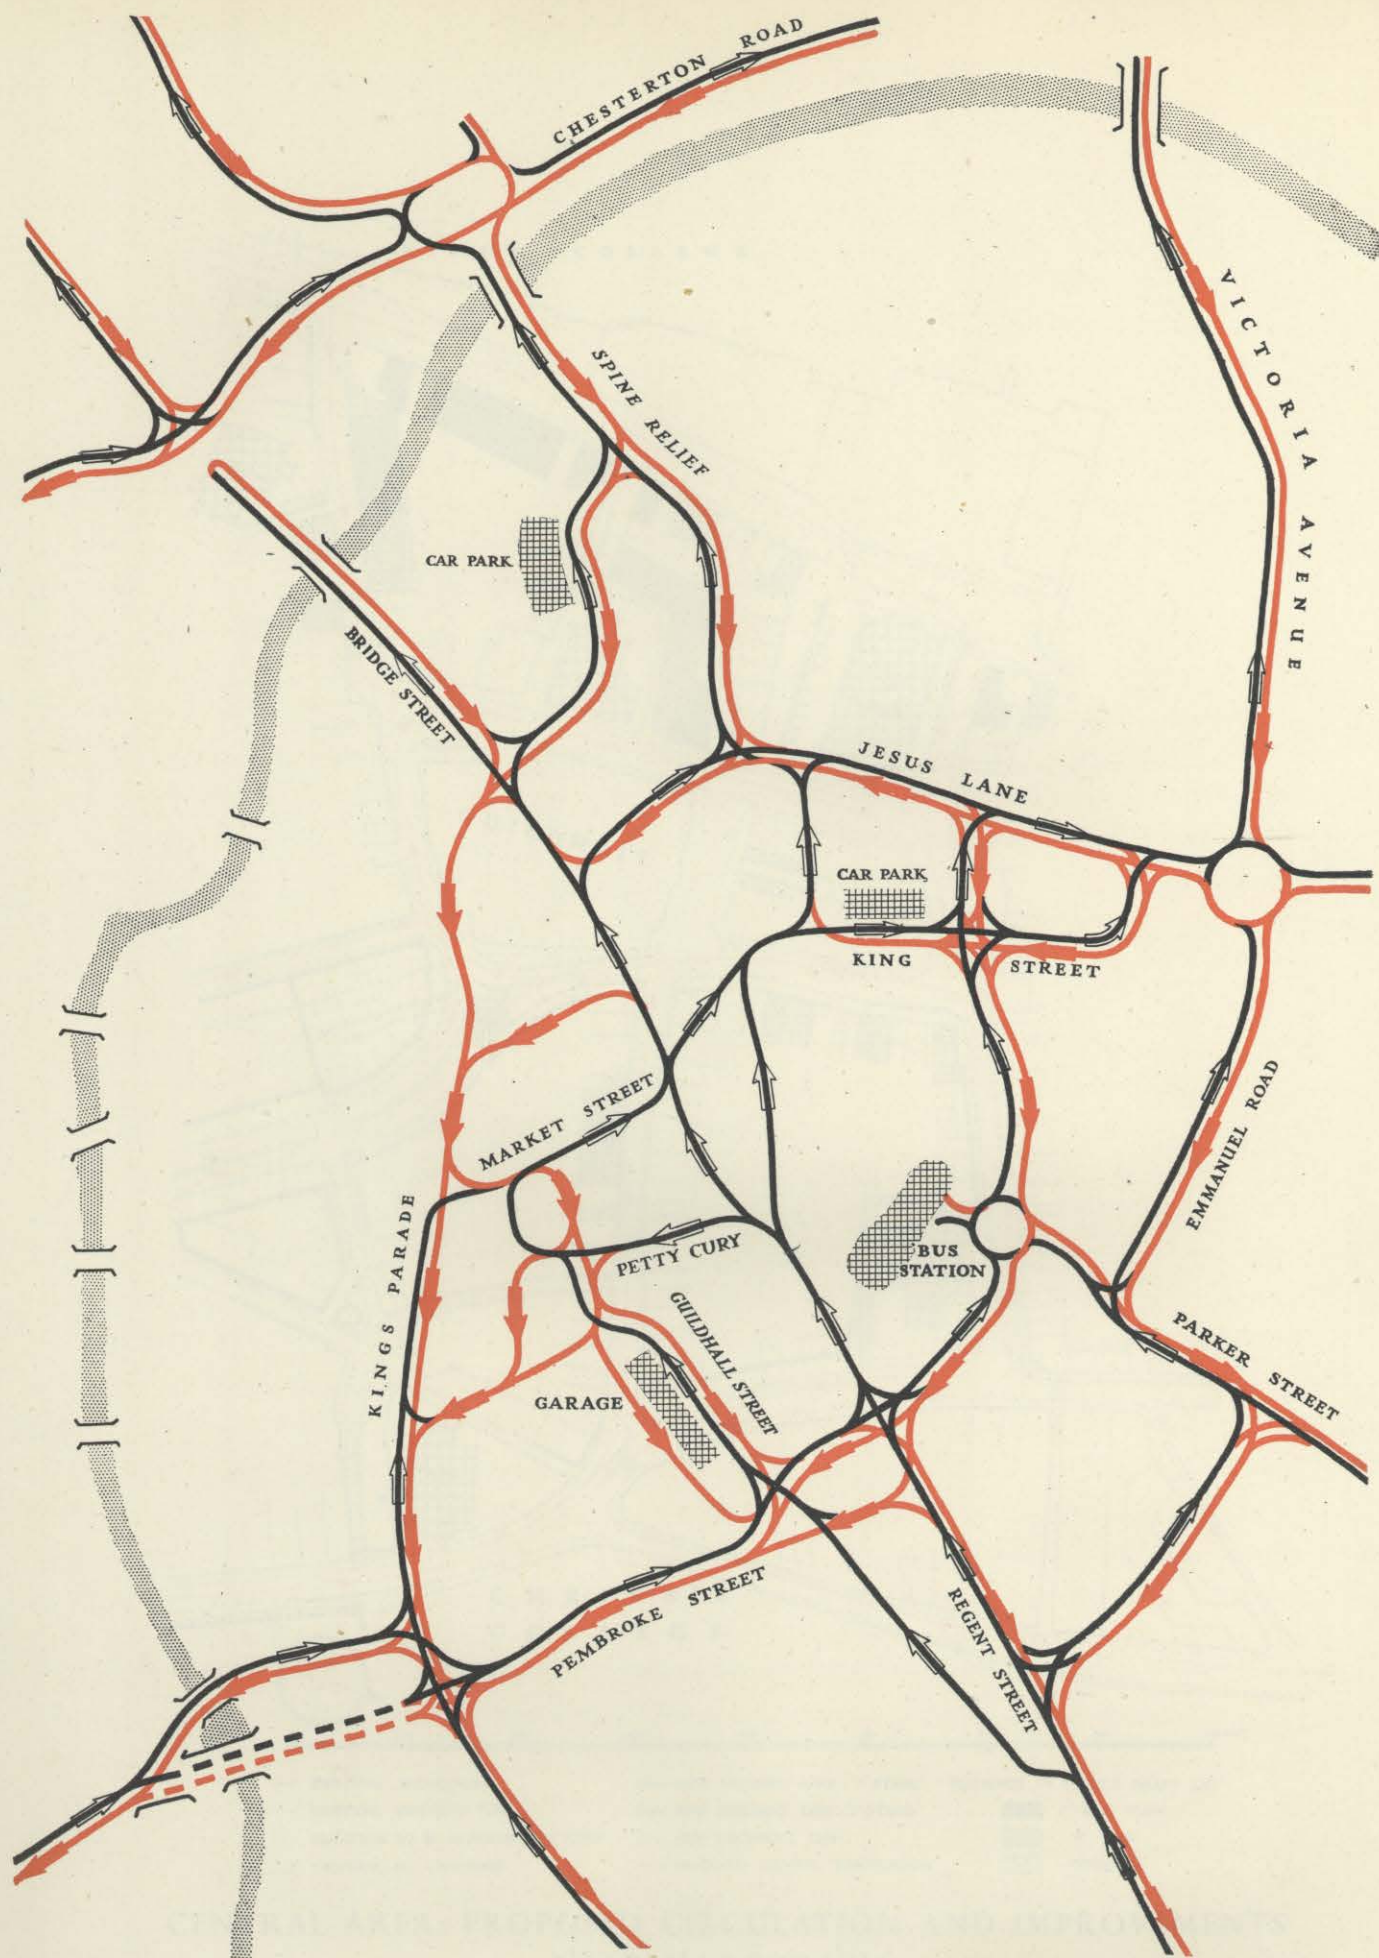 CHESTERTON ROAD
SPINE RELIEF
VICTORIA AVENUE
CAR PARK
BRIDGE STREET
JESUS LANE
CAR PARK
KING STREET
MARKET STREET
EMMANUEL ROAD
KINGS PARADE
PETTY CURY
BUS
STATION
GUILDHALL STREET
PARKER STREET
GARAGE
PEMBROKE STREET
REGENT STREET